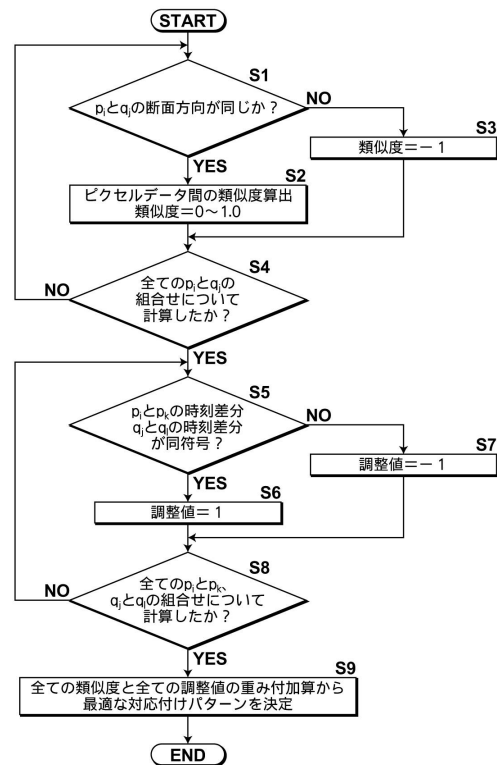 START
S1
piとqjの断面方向が同じか？
NO
S3
類似度＝－１
YES
S2
ピクセルデータ間の類似度算出
類似度＝0～1.0
S4
NO
全てのpiとqjの
組合せについて
計算したか？
YES
S5
piとpkの時刻差分
qjとqlの時刻差分
が同符号？
NO
S7
調整値＝－１
YES
S6
調整値＝１
S8
NO
全てのpiとpk、
qjとqlの組合せについて
計算したか？
YES
S9
全ての類似度と全ての調整値の重み付加算から
最適な対応付けパターンを決定
END